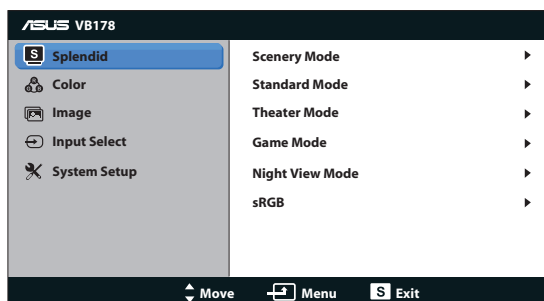 ASUS VB178
S Splendid
Color
Image
Input Select
System Setup
Scenery Mode
Standard Mode
Theater Mode
Game Mode
Night View Mode
sRGB
Move Menu S Exit